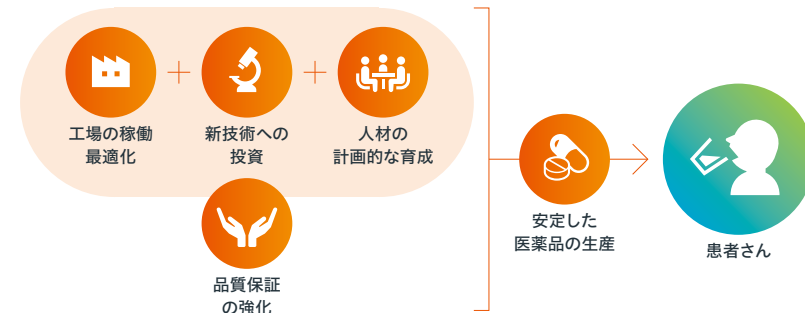 工場の稼働
最適化
新技術への
投資
人材の
計画的な育成
品質保証
の強化
安定した
医薬品の生産
患者さん